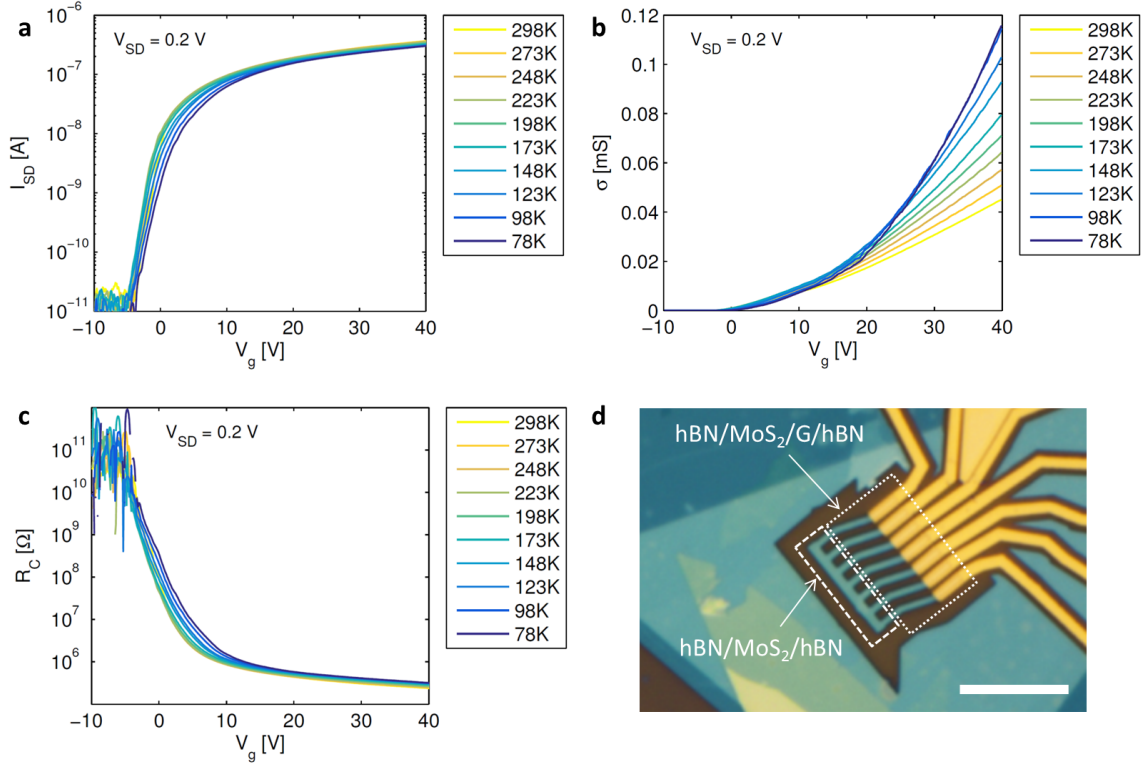 a
V_SD = 0.2 V
I_SD [A]
10^-6
10^-7
10^-8
10^-9
10^-10
10^-11
−10
0
10
20
30
40
V_g [V]
298K
273K
248K
223K
198K
173K
148K
123K
98K
78K
b
V_SD = 0.2 V
σ [mS]
0.12
0.1
0.08
0.06
0.04
0.02
0
−10
0
10
20
30
40
V_g [V]
298K
273K
248K
223K
198K
173K
148K
123K
98K
78K
c
V_SD = 0.2 V
R_C [Ω]
10^11
10^10
10^9
10^8
10^7
10^6
−10
0
10
20
30
40
V_g [V]
298K
273K
248K
223K
198K
173K
148K
123K
98K
78K
d
hBN/MoS₂/G/hBN
hBN/MoS₂/hBN